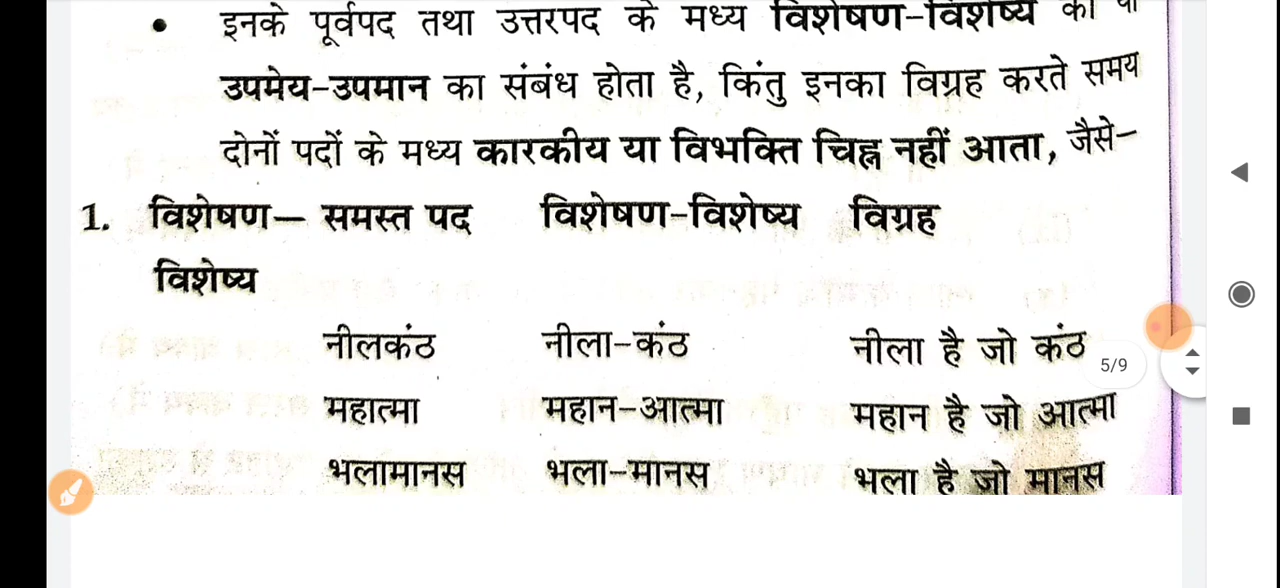 • इनके पूर्वपद तथा उत्तरपद के मध्य विशेषण-विशेष्य का या
उपमेय-उपमान का संबंध होता है, किंतु इनका विग्रह करते समय
दोनों पदों के मध्य कारकीय या विभक्ति चिह्न नहीं आता, जैसे-
1. विशेषण— समस्त पद विशेषण-विशेष्य विग्रह
विशेष्य
नीलकंठ नीला-कंठ नीला है जो कंठ
5/9
महात्मा महान-आत्मा महान है जो आत्मा
भलामानस भला-मानस भला है जो मानस